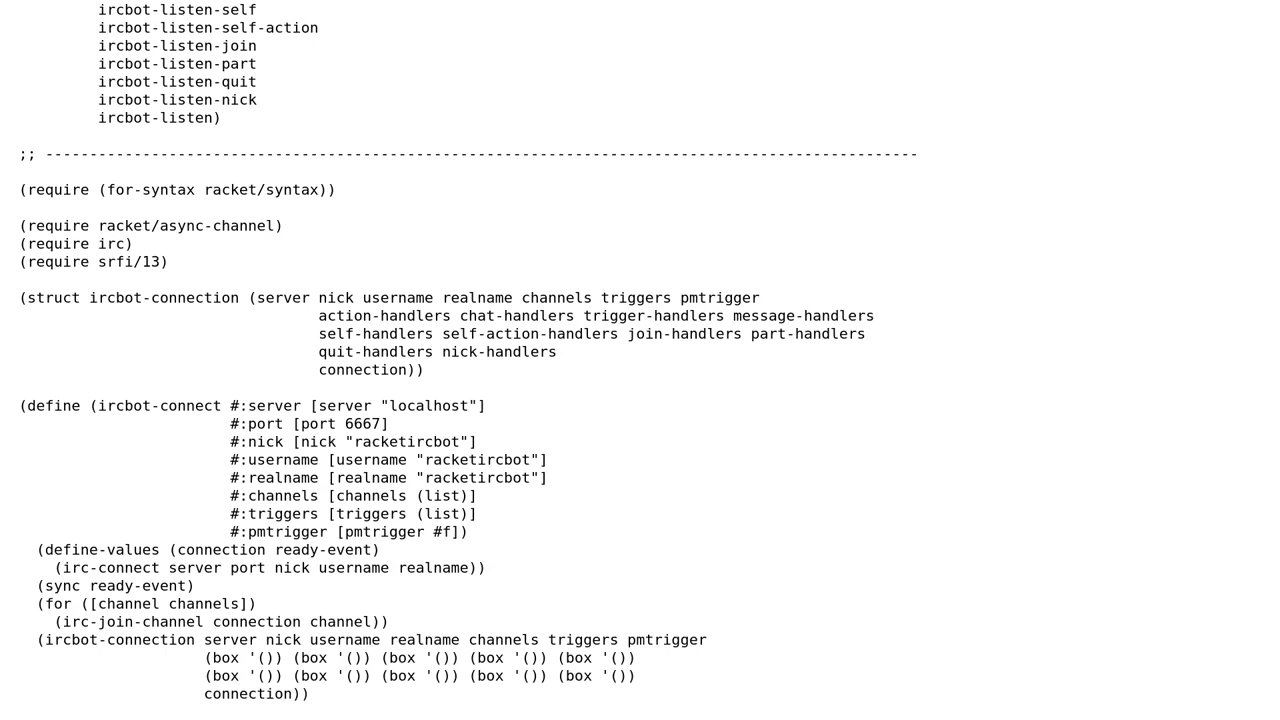 ircbot-listen-self
ircbot-listen-self-action
ircbot-listen-join
ircbot-listen-part
ircbot-listen-quit
ircbot-listen-nick
ircbot-listen)
;; ---------------------------------------------------------------------------------------------------
(require (for-syntax racket/syntax))
(require racket/async-channel)
(require irc)
(require srfi/13)
(struct ircbot-connection (server nick username realname channels triggers pmtrigger
action-handlers chat-handlers trigger-handlers message-handlers
self-handlers self-action-handlers join-handlers part-handlers
quit-handlers nick-handlers
connection))
(define (ircbot-connect #:server [server "localhost"]
#:port [port 6667]
#:nick [nick "racketircbot"]
#:username [username "racketircbot"]
#:realname [realname "racketircbot"]
#:channels [channels (list)]
#:triggers [triggers (list)]
#:pmtrigger [pmtrigger #f])
(define-values (connection ready-event)
(irc-connect server port nick username realname))
(sync ready-event)
(for ([channel channels])
(irc-join-channel connection channel))
(ircbot-connection server nick username realname channels triggers pmtrigger
(box '()) (box '()) (box '()) (box '()) (box '())
(box '()) (box '()) (box '()) (box '()) (box '())
connection))